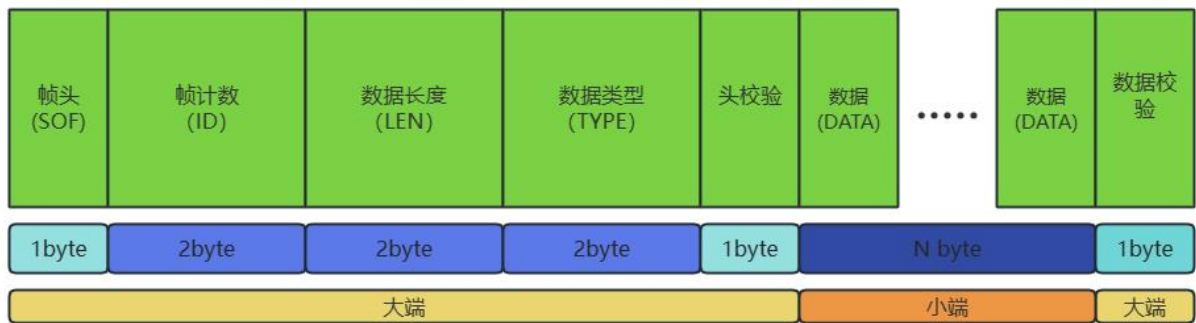 帧头
(SOF)
帧计数
(ID)
数据长度
(LEN)
数据类型
(TYPE)
头校验
数据
(DATA)
.....
数据
(DATA)
数据校
验
1byte
2byte
2byte
2byte
1byte
N byte
1byte
大端
小端
大端